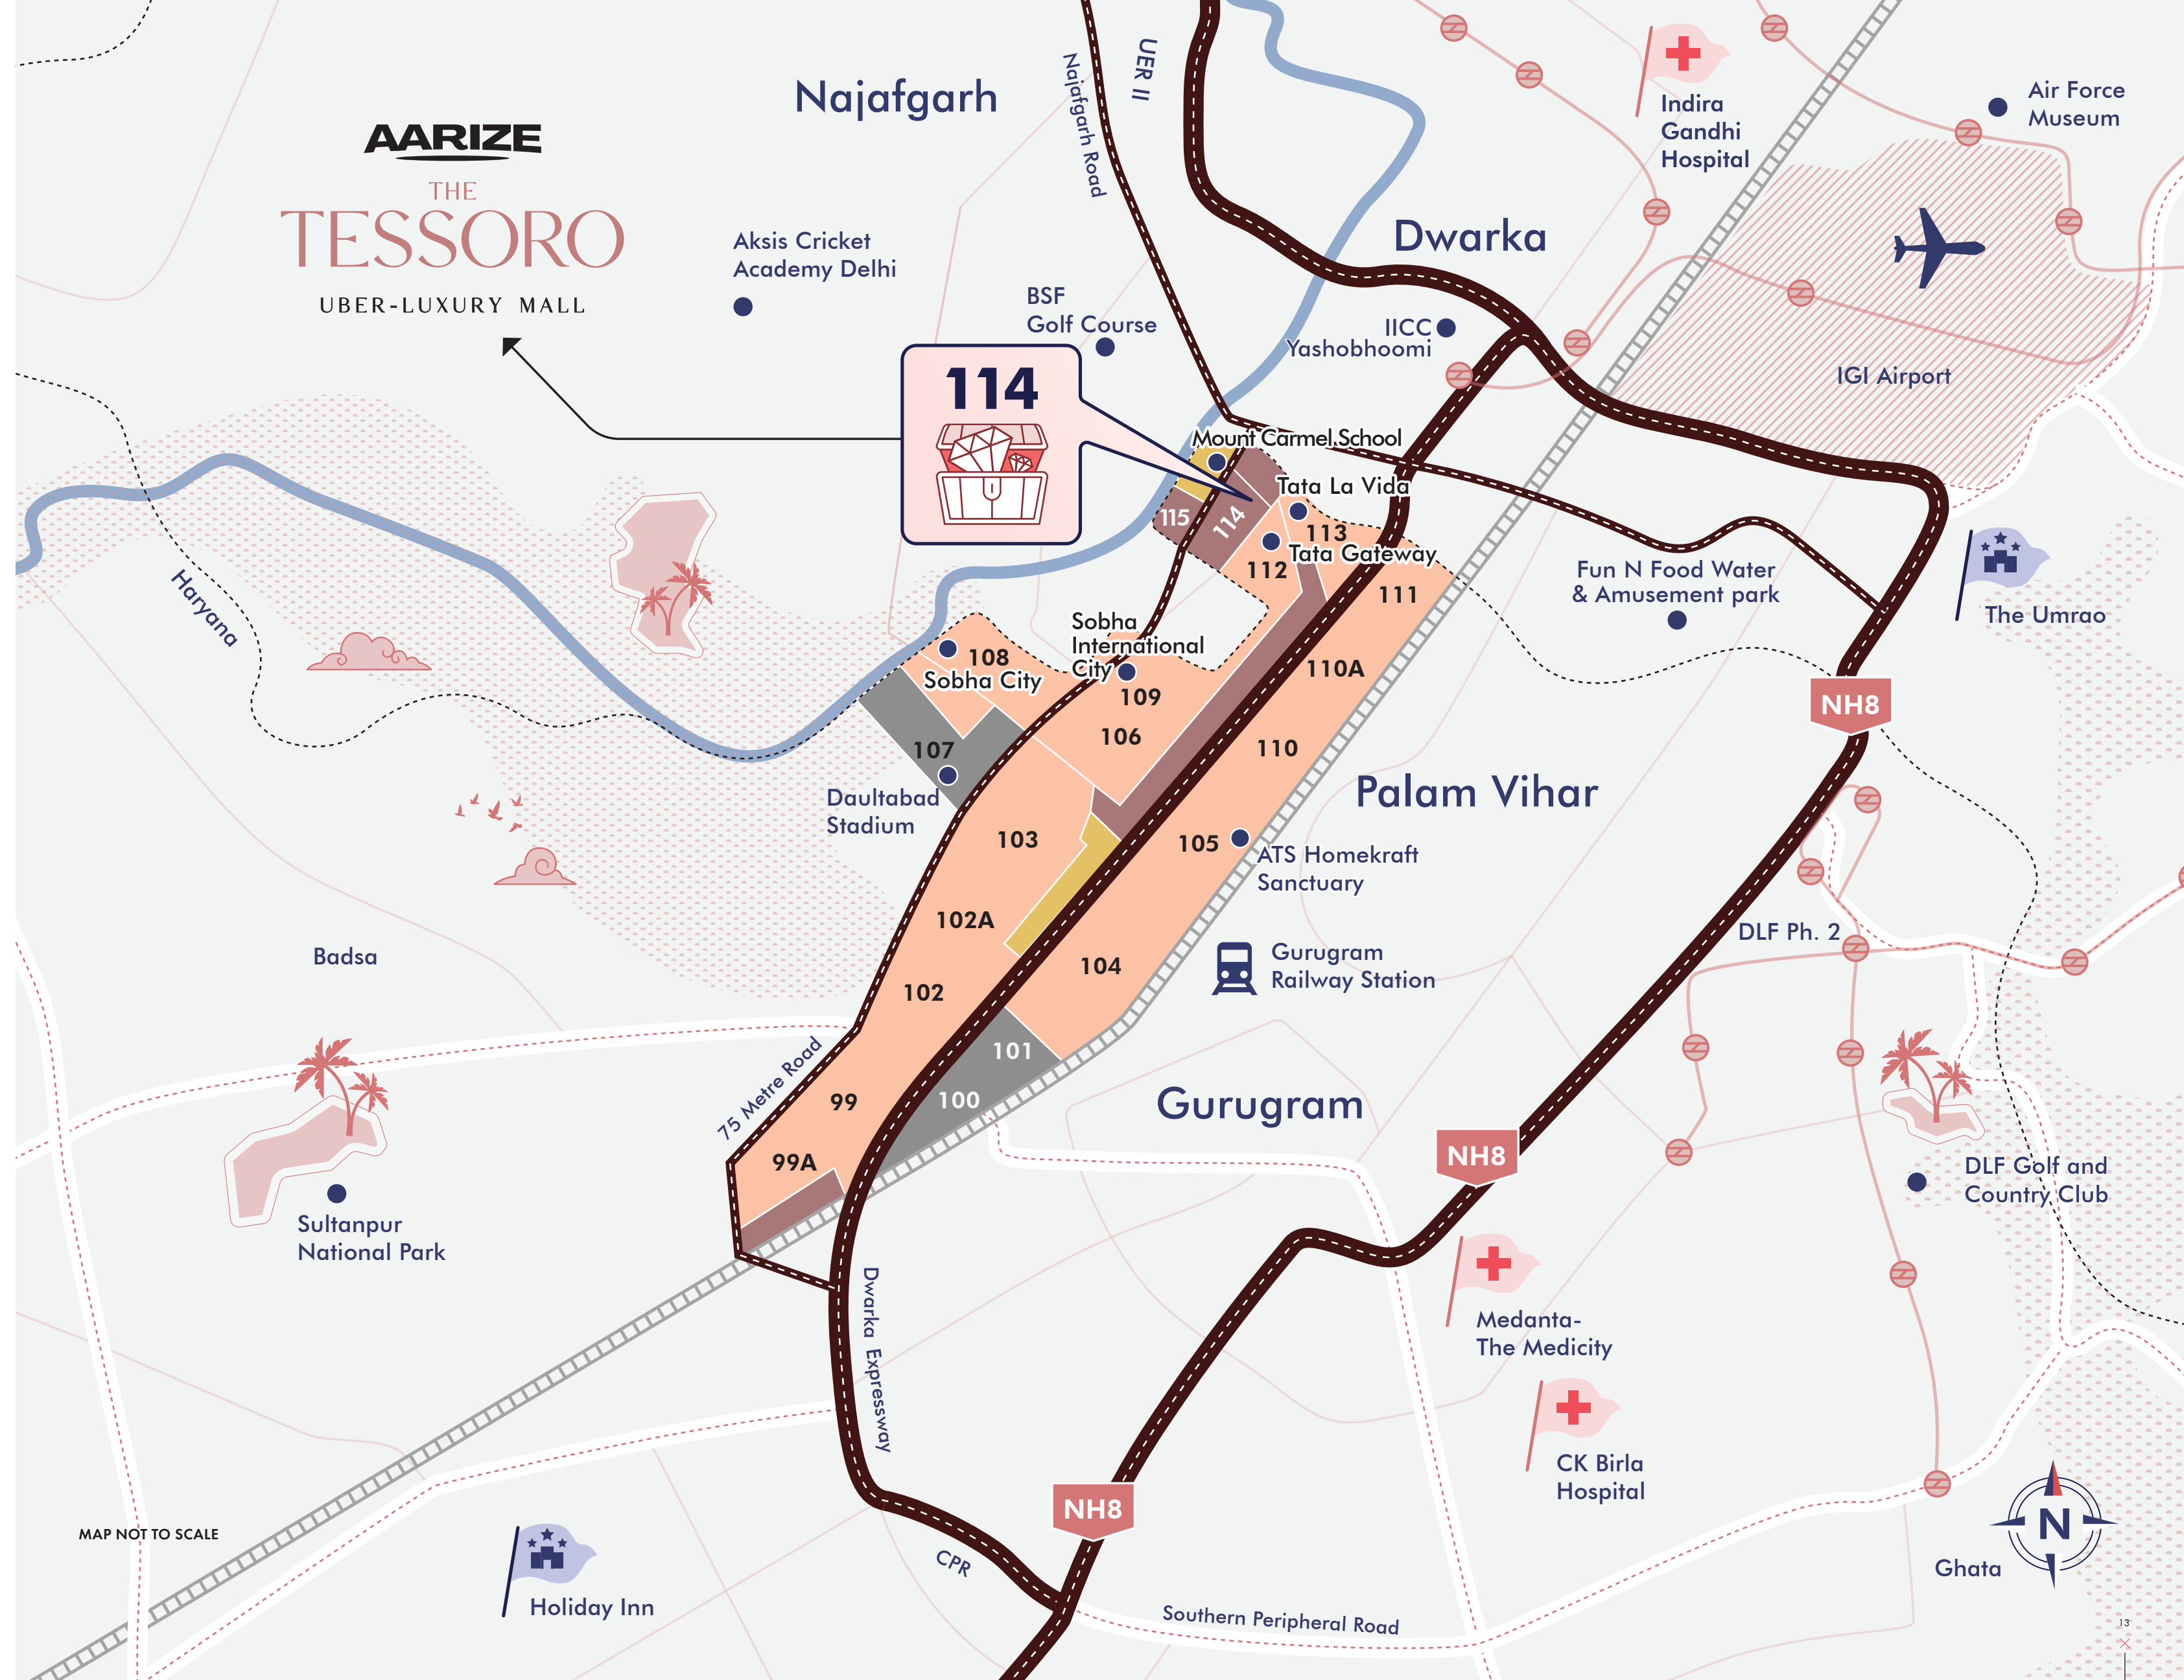 Najafgarh
Najafgarh Road
UER II
Indira
Gandhi
Hospital
Air Force
Museum
AARIZE
THE
TESSORO
UBER-LUXURY MALL
Aksis Cricket
Academy Delhi
BSF
Golf Course
Dwarka
IICC
Yashobhoomi
IGI Airport
114
Mount Carmel School
Tata La Vida
115
114
113
Tata Gateway
112
111
Fun N Food Water
& Amusement park
The Umrao
Haryana
Sobha
International
City
108
Sobha City
109
110A
NH8
106
107
110
Palam Vihar
Daultabad
Stadium
103
105
ATS Homekraft
Sanctuary
102A
DLF Ph. 2
Badsa
104
Gurugram
Railway Station
102
75 Metre Road
101
99
100
Gurugram
NH8
99A
DLF Golf and
Country Club
Sultanpur
National Park
Dwarka Expressway
Medanta-
The Medicity
CK Birla
Hospital
NH8
MAP NOT TO SCALE
N
CPR
Ghata
Holiday Inn
Southern Peripheral Road
13